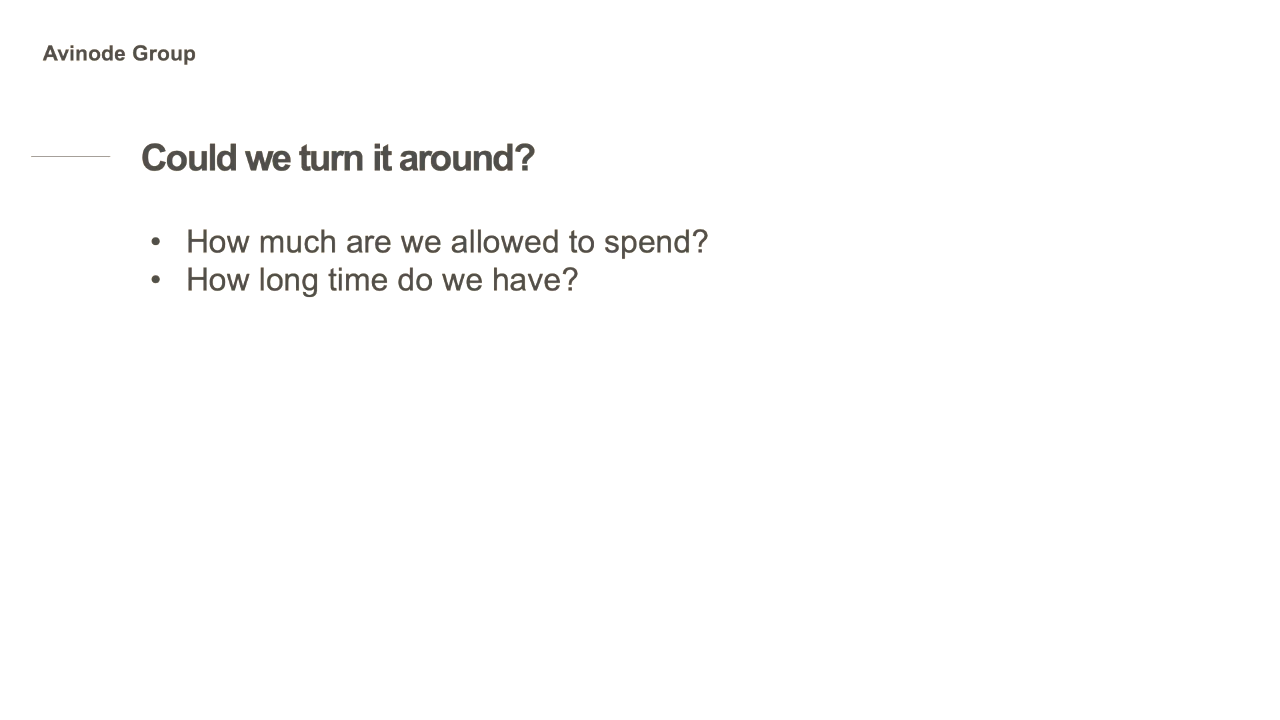 Avinode Group
Could we turn it around?
• How much are we allowed to spend?
• How long time do we have?